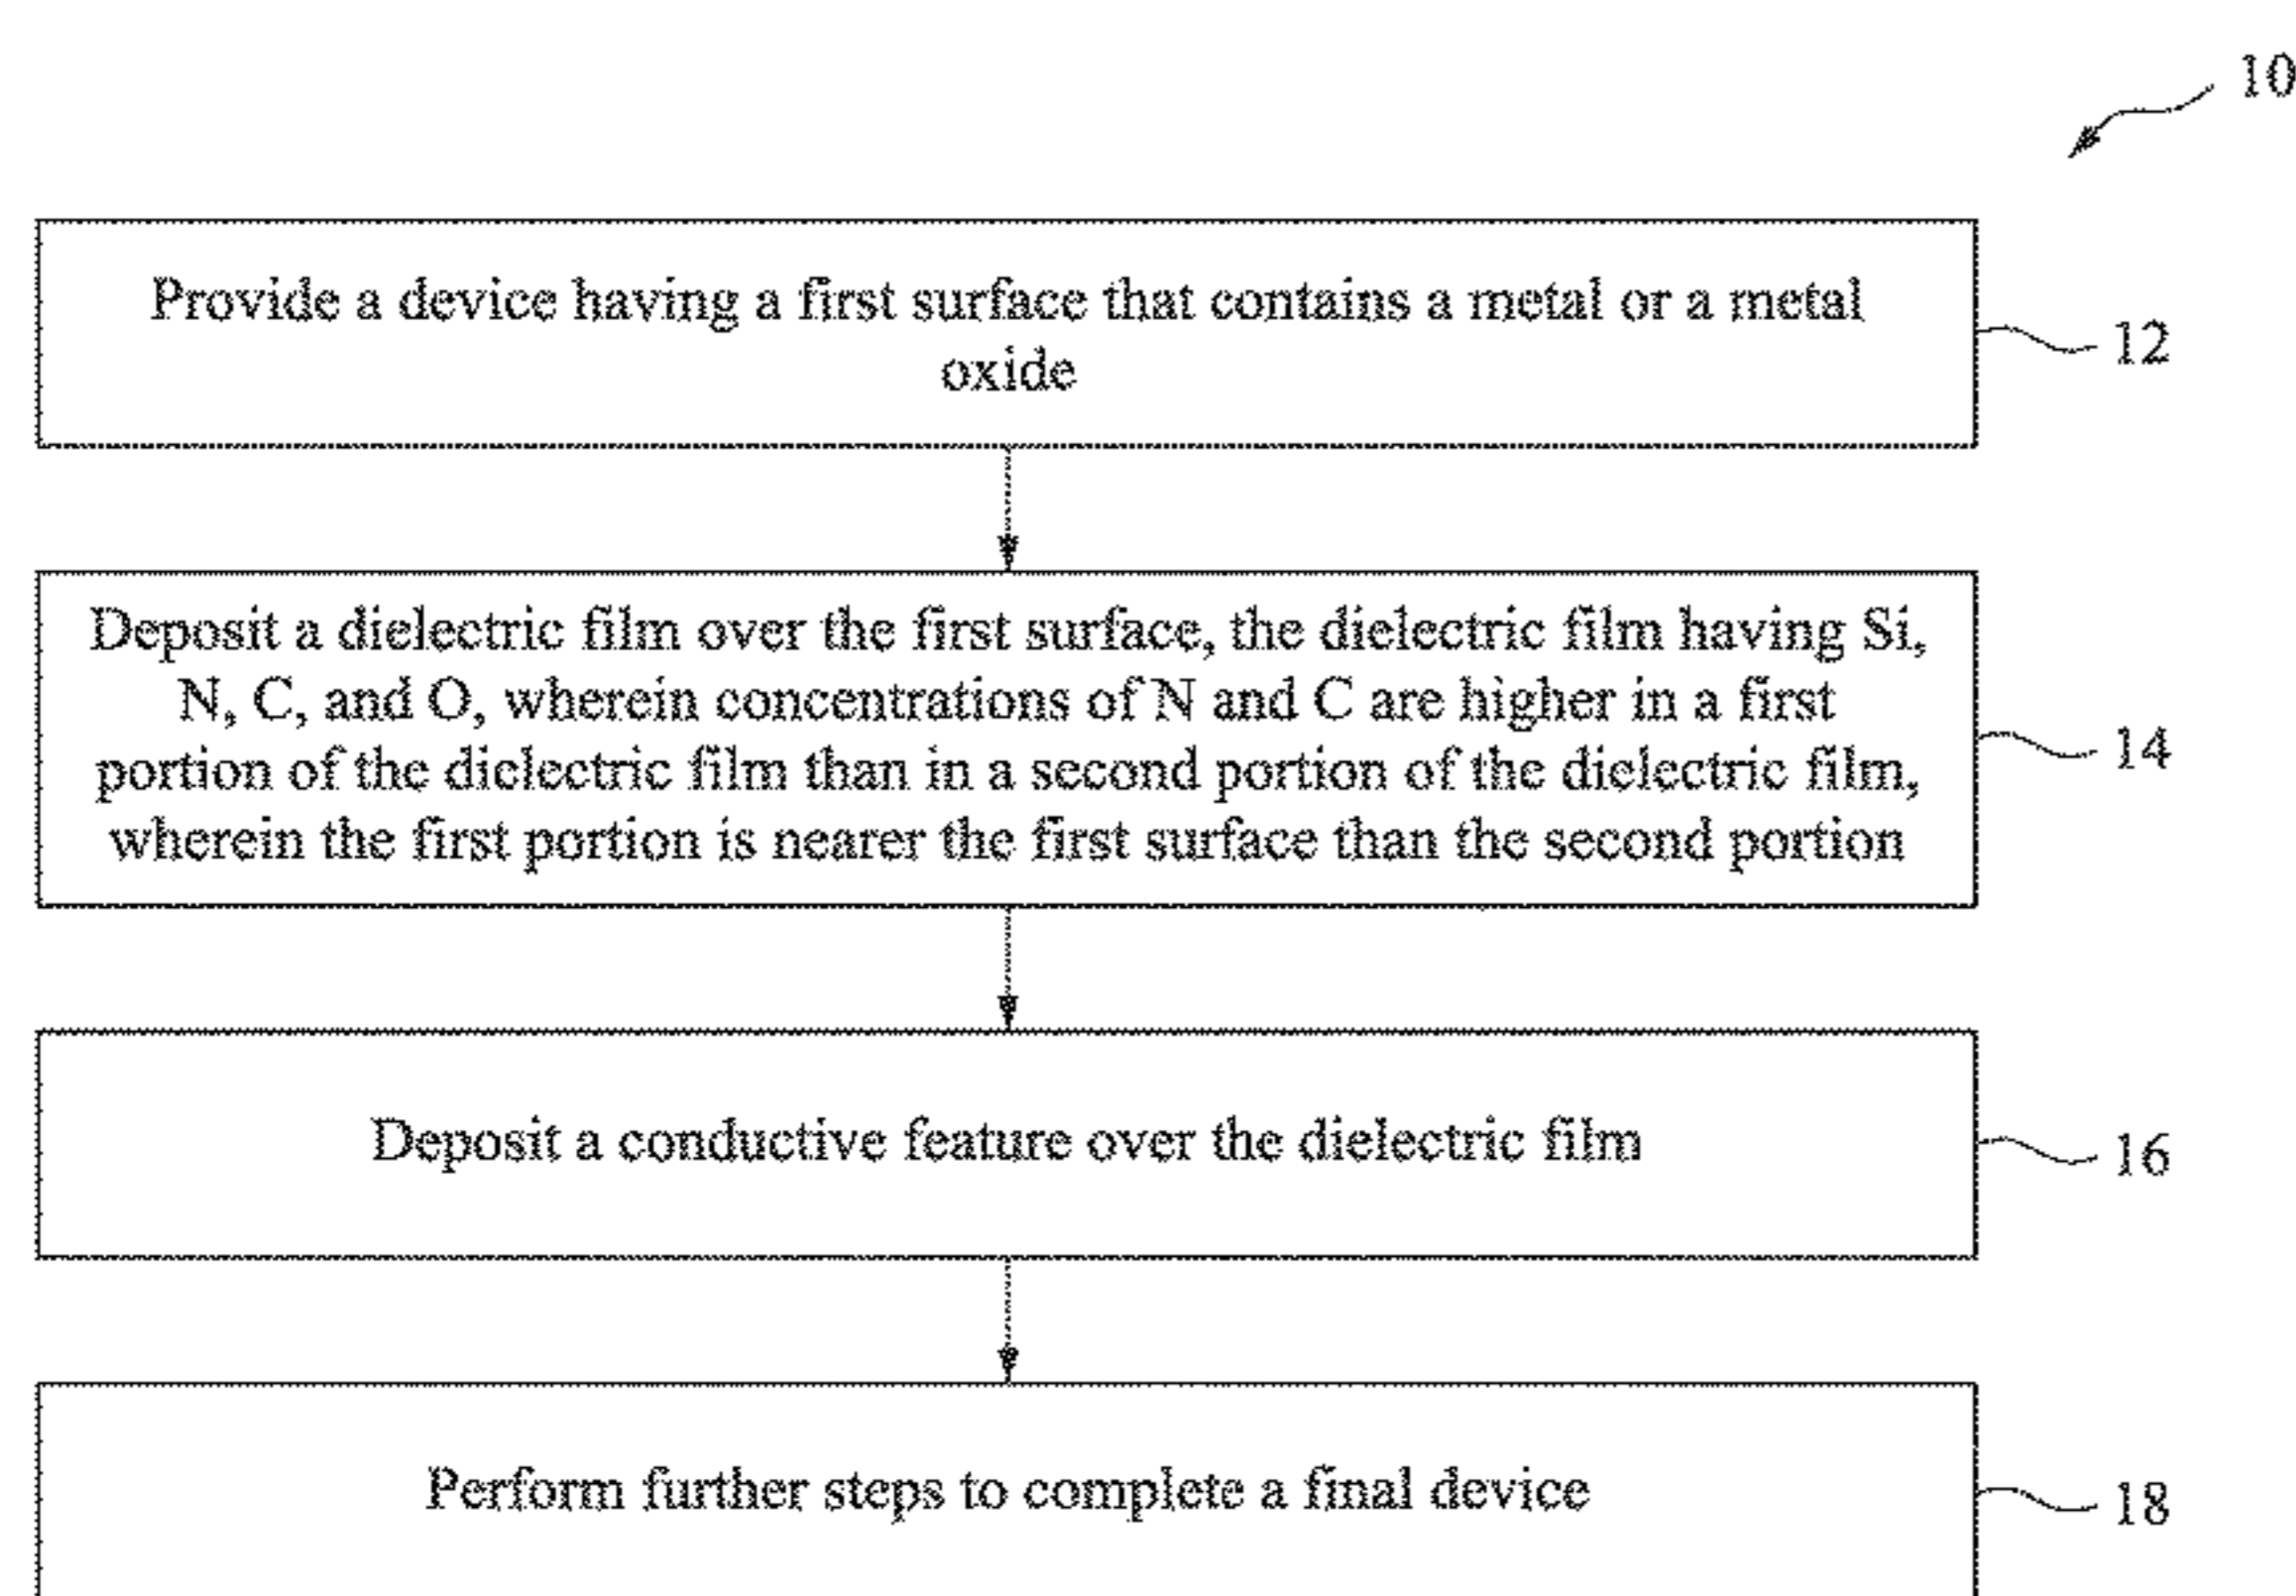 10
Provide a device having a first surface that contains a metal or a metal
oxide
12
Deposit a dielectric film over the first surface, the dielectric film having Si,
N, C, and O, wherein concentrations of N and C are higher in a first
portion of the dielectric film than in a second portion of the dielectric film,
wherein the first portion is nearer the first surface than the second portion
14
Deposit a conductive feature over the dielectric film
16
Perform further steps to complete a final device
18